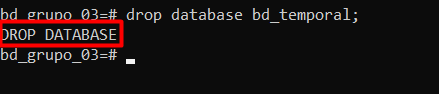 bd_grupo_03=# drop database bd_temporal;
DROP DATABASE
bd_grupo_03=#